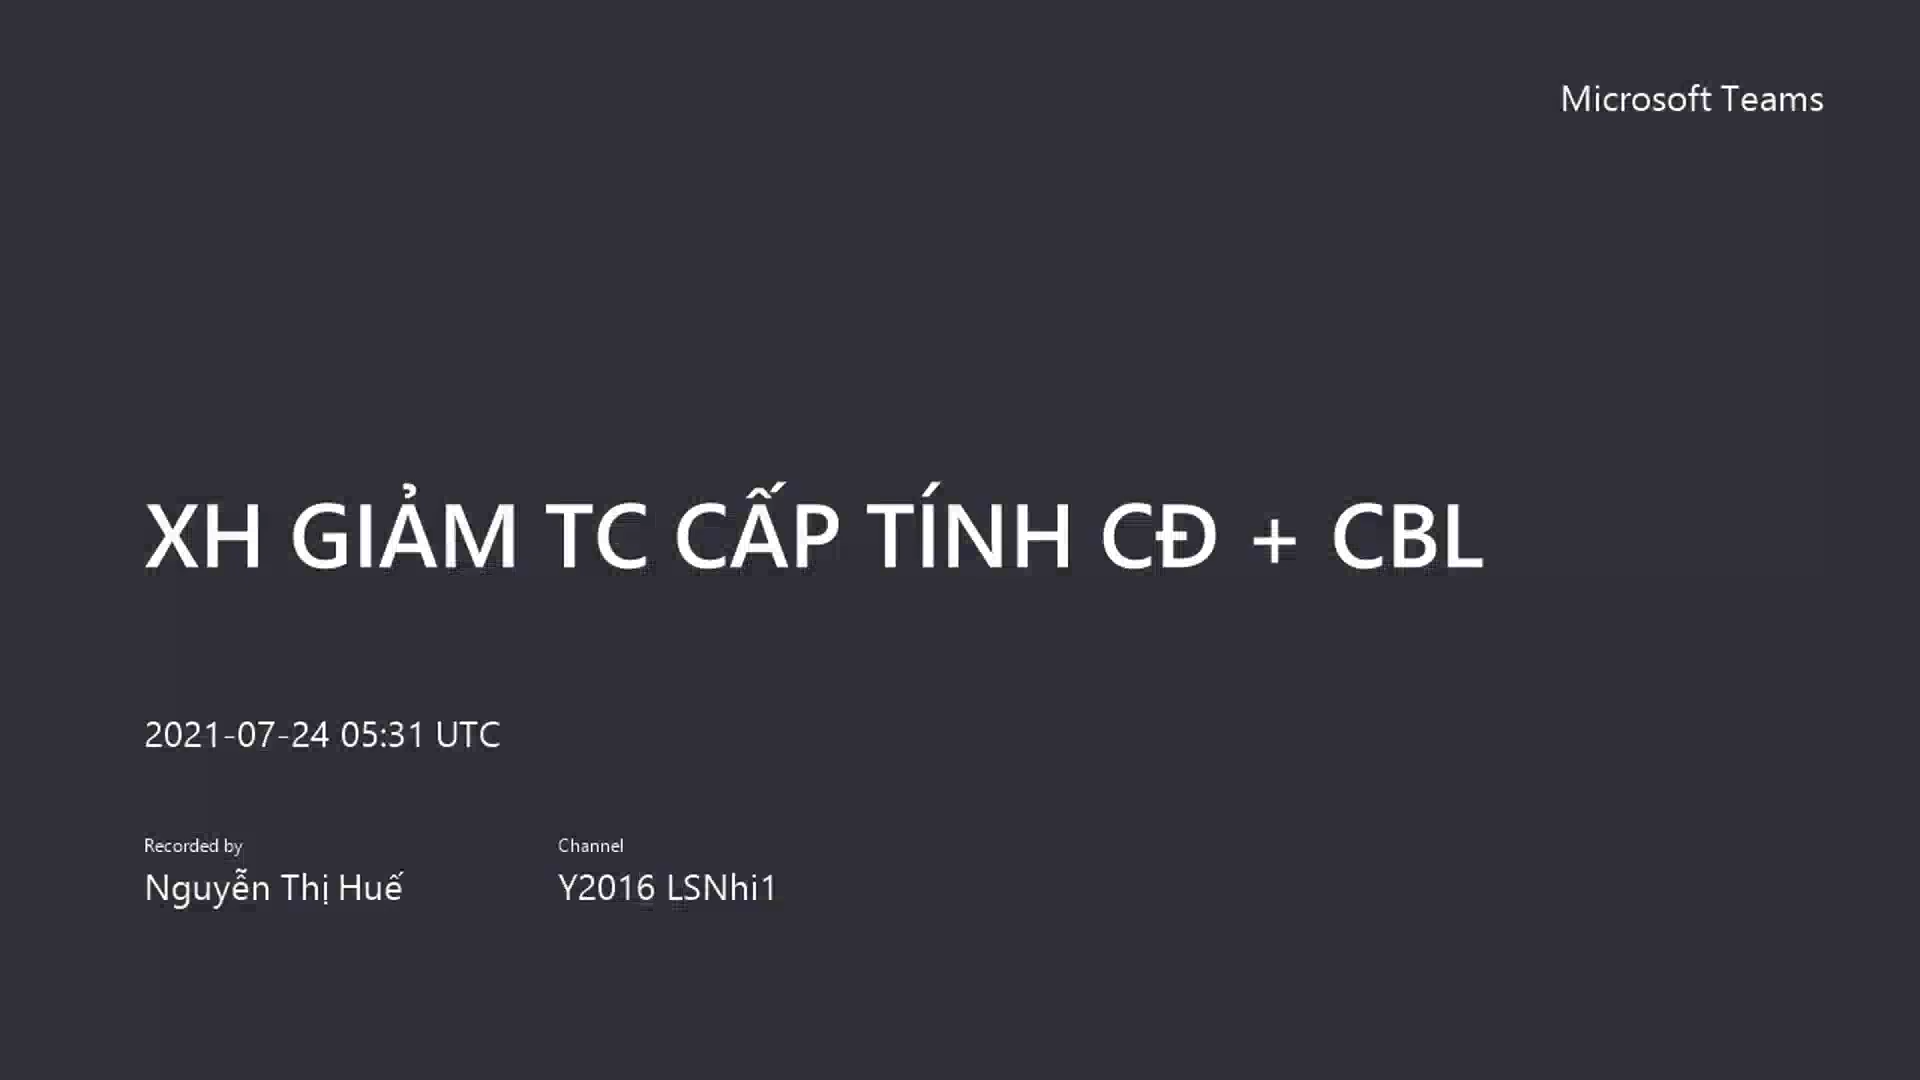 Microsoft Teams
XH GIẢM TC CẤP TÍNH CĐ + CBL
2021-07-24 05:31 UTC
Recorded by
Nguyễn Thị Huế
Channel
Y2016 LSNhi1